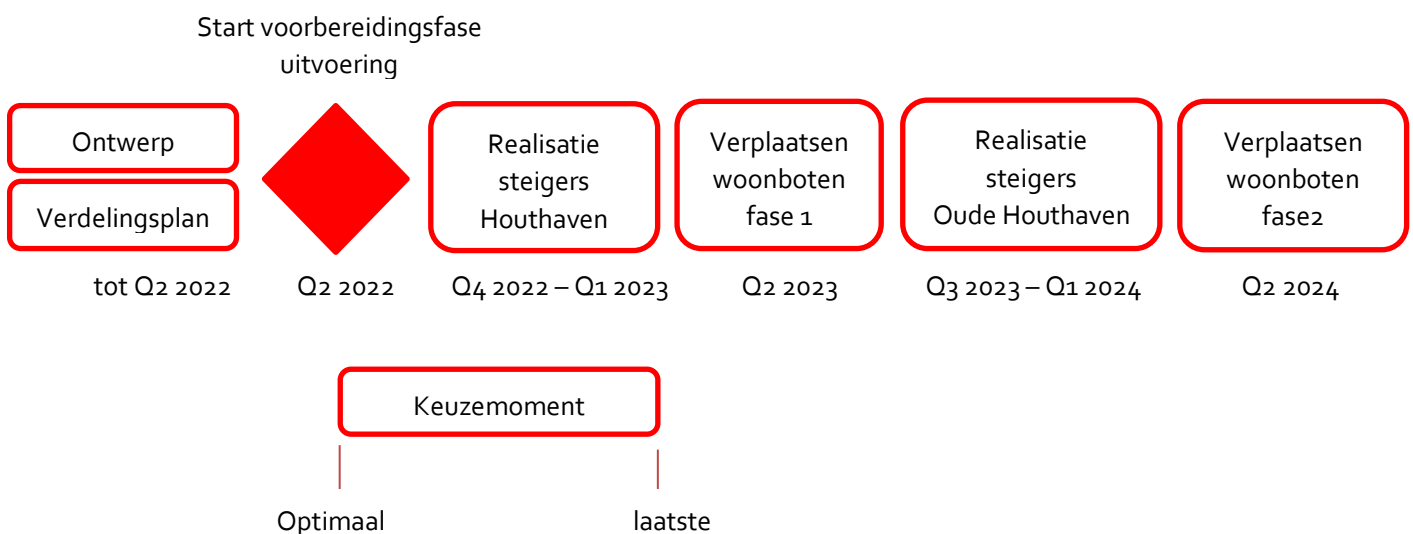 Start voorbereidingsfase
uitvoering
Ontwerp
Verdelingsplan
Realisatie
steigers
Houthaven
Verplaatsen
woonboten
fase 1
Realisatie
steigers
Oude Houthaven
Verplaatsen
woonboten
fase2
tot Q2 2022
Q2 2022
Q4 2022 – Q1 2023
Q2 2023
Q3 2023 – Q1 2024
Q2 2024
Keuzemoment
Optimaal
laatste